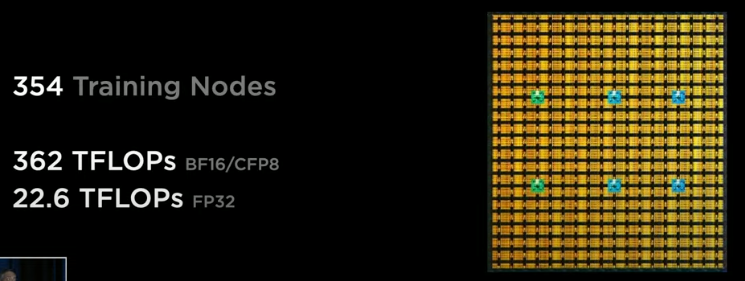 354 Training Nodes
362 TFLOPs BF16/CFP8
22.6 TFLOPs FP32